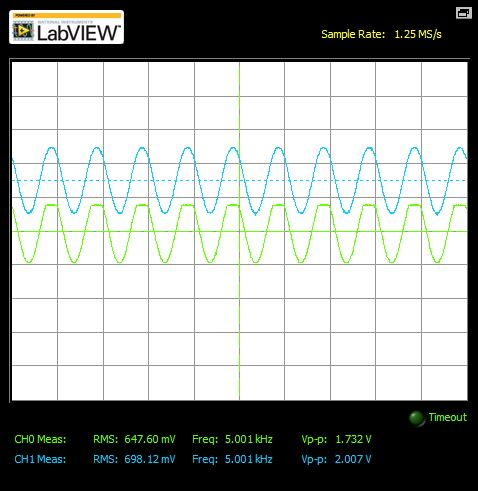 POWERED BY
NATIONAL INSTRUMENTS
LabVIEW™
Sample Rate: 1.25 MS/s
Timeout
CH0 Meas: RMS: 647.60 mV Freq: 5.001 kHz Vp-p: 1.732 V
CH1 Meas: RMS: 698.12 mV Freq: 5.001 kHz Vp-p: 2.007 V